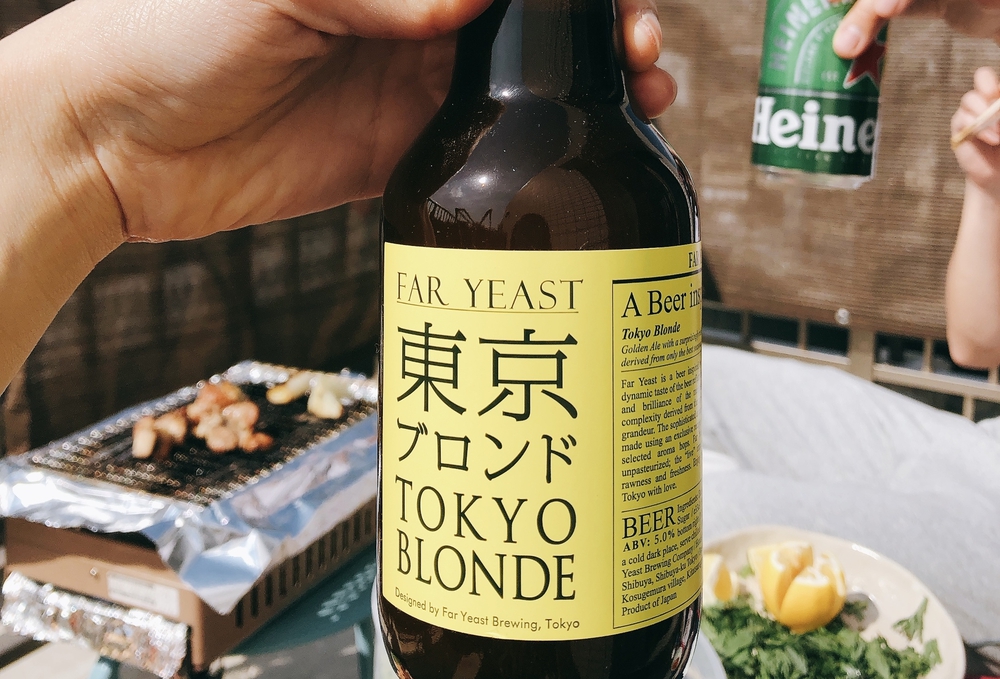 FAR YEAST
東京
ブロンド
TOKYO
BLONDE
Designed by Far Yeast Brewing, Tokyo
A Beer
Tokyo Blonde
Golden Ale with a
derived from only the
Far Yeast is a beer
dynamic taste of the
and brilliance of the
complexity derived from
grandeur. The
made using an exclusive
selected aroma hops.
unpasteurized; the
rawness and freshness.
Tokyo with love.
BEER
ABV: 5.0%
a cold dark place,
Yeast Brewing Company
Shibuya, Shibuya-ku
Kosugemura village,
Product of Japan
Heine